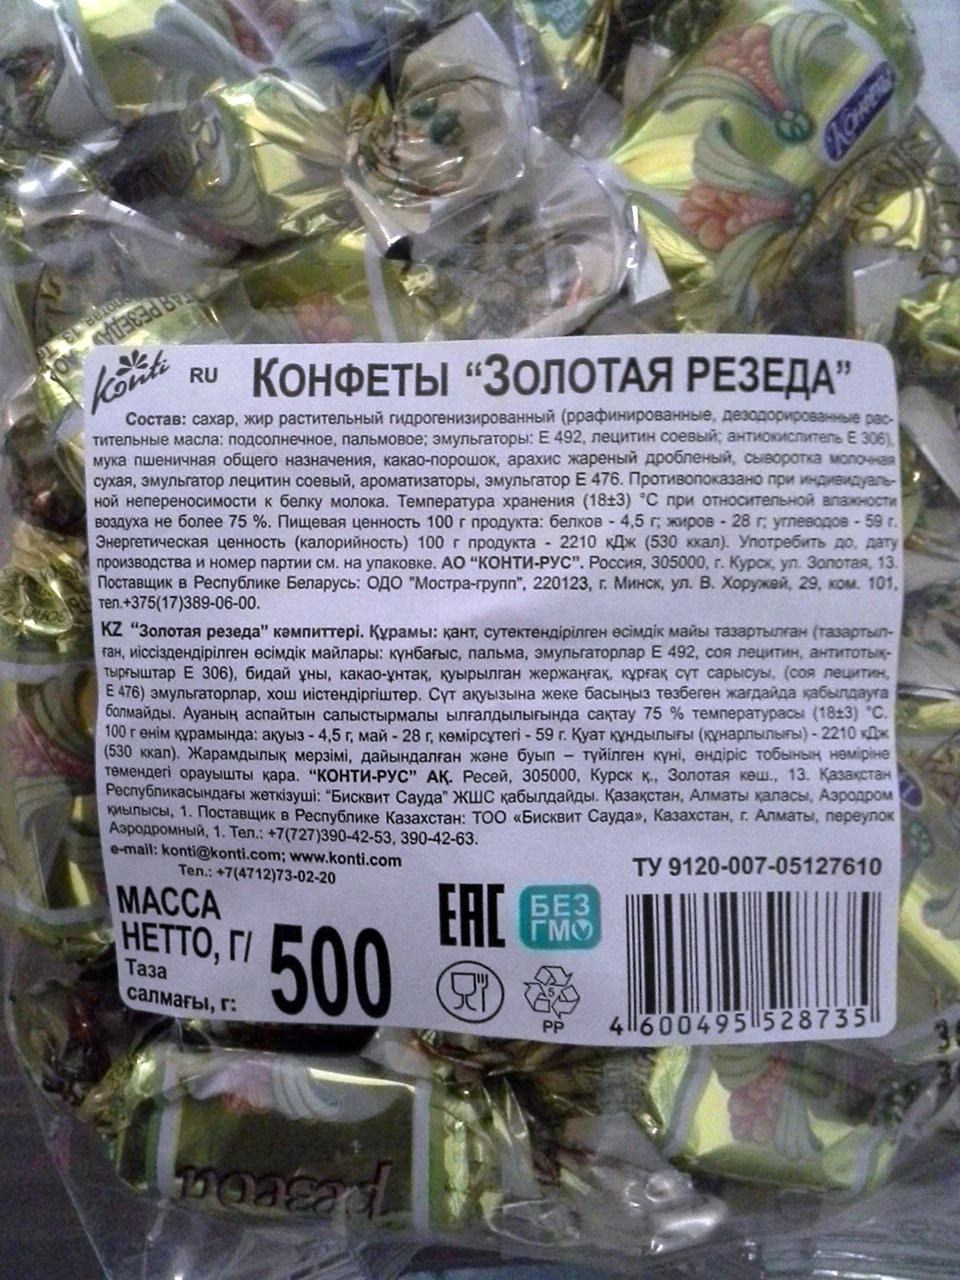 Конфеты
Konti RU КОНФЕТЫ “ЗОЛОТАЯ РЕЗЕДА”
Состав: сахар, жир растительный гидрогенизированный (ррафинированные, дезодорированные рас-
тительные масла: подсолнечное, пальмовое; эмульгаторы: Е 492, лецитин соевый; антиокислитель Е 306),
мука пшеничная общего назначения, какао-порошок, арахис жареный дробленый, сыворотка молочная
сухая, эмульгатор лецитин соевый, ароматизаторы, эмульгатор Е 476. Противопоказано при индивидуаль-
ной непереносимости к белку молока. Температура хранения (18±3) °С при относительной влажности
воздуха не более 75 %. Пищевая ценность 100 г продукта: белков - 4,5 г; жиров - 28 г; углеводов - 59 г.
Энергетическая ценность (калорийность) 100 г продукта - 2210 кДж (530 ккал). Употребить до, дату
производства и номер партии см. на упаковке. АО “КОНТИ-РУС”. Россия, 305000, г. Курск, ул. Золотая, 13.
Поставщик в Республике Беларусь: ОДО "Мостра-групп", 220123, г. Минск, ул. В. Хоружей, 29, ком. 101,
тел.+375(17)389-06-00.
KZ “Золотая резеда” кәмпиттері. Құрамы: қант, сутектендірілген өсімдік майы тазартылған (тазартыл-
ған, иіссіздендірілген өсімдік майлары: күнбағыс, пальма, эмульгаторлар Е 492, соя лецитин, антитотық-
тырғыштар Е 306), бидай ұны, какао-ұнтақ, қуырылған жержаңғақ, құрғақ сүт сарысуы, (соя лецитин,
Е 476) эмульгаторлар, хош иістендіргіштер. Сүт ақуызына жеке басыңыз төзбеген жағдайда қабылдауға
болмайды. Ауаның аспайтын салыстырмалы ылғалдылығында сақтау 75 % температурасы (18±3) °С.
100 г өнім құрамында: ақуыз - 4,5 г, май - 28 г, көмірсутегі - 59 г. Қуат құндылығы (құнарлылығы) - 2210 кДж
(530 ккал). Жарамдылық мерзімі, дайындалған және буып – түйілген күні, өндіріс тобының нөміріне
төмендегі орауышты қара. “КОНТИ-РУС” АҚ. Ресей, 305000, Курск қ., Золотая көш., 13. Қазақстан
Республикасындағы жеткізуші: “Бисквит Сауда” ЖШС қабылдайды. Қазақстан, Алматы қаласы, Аэродром
қиылысы, 1. Поставщик в Республике Казахстан: ТОО «Бисквит Сауда», Казахстан, г. Алматы, переулок
Аэродромный, 1. Тел.: +7(727)390-42-53, 390-42-63.
e-mail: konti@konti.com; www.konti.com
Тел.: +7(4712)73-02-20
ТУ 9120-007-05127610
МАССА
НЕТТО, Г/ 500
Таза
салмағы, г:
EAC
БЕЗ
ГМО
5
PP
4 600495 528735
резеда